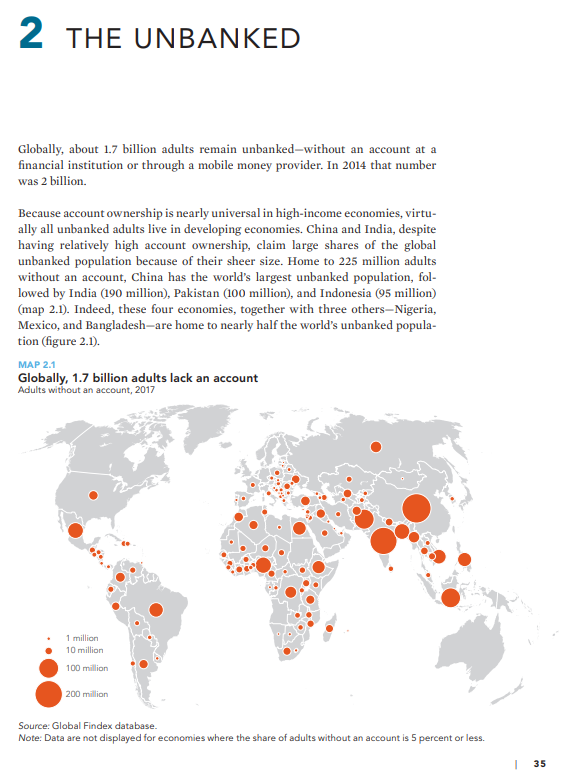 2 THE UNBANKED
Globally, about 1.7 billion adults remain unbanked—without an account at a
financial institution or through a mobile money provider. In 2014 that number
was 2 billion.
Because account ownership is nearly universal in high-income economies, virtu-
ally all unbanked adults live in developing economies. China and India, despite
having relatively high account ownership, claim large shares of the global
unbanked population because of their sheer size. Home to 225 million adults
without an account, China has the world's largest unbanked population, fol-
lowed by India (190 million), Pakistan (100 million), and Indonesia (95 million)
(map 2.1). Indeed, these four economies, together with three others—Nigeria,
Mexico, and Bangladesh—are home to nearly half the world's unbanked popula-
tion (figure 2.1).
MAP 2.1
Globally, 1.7 billion adults lack an account
Adults without an account, 2017
1 million
10 million
100 million
200 million
Source: Global Findex database.
Note: Data are not displayed for economies where the share of adults without an account is 5 percent or less.
| 35